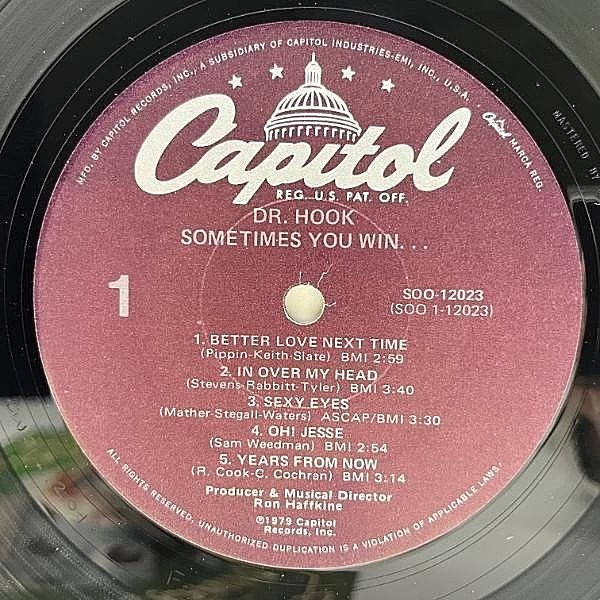 MFD. BY CAPITOL RECORDS, INC., A SUBSIDIARY OF CAPITOL INDUSTRIES-EMI, INC., U.S.A. . Capitol MARCA REG.
MASTERED BY
Capitol
REG. U.S. PAT. OFF.
DR. HOOK
SOMETIMES YOU WIN. . .
1
SOO-12023
(SOO 1-12023)
1. BETTER LOVE NEXT TIME
(Pippin-Keith-Slate) BMI 2:59
2. IN OVER MY HEAD
(Stevens-Rabbitt-Tyler) BMI 3:40
3. SEXY EYES
(Mather-Stegall-Waters) ASCAP/BMI 3:30
4. OH! JESSE
(Sam Weedman) BMI 2:54
5. YEARS FROM NOW
(R. Cook-C. Cochran) BMI 3:14
Producer & Musical Director
Ron Haffkine
℗1979 Capitol
Records, Inc.
ALL RIGHTS RESERVED. UNAUTHORIZED DUPLICATION IS A VIOLATION OF APPLICABLE LAWS.